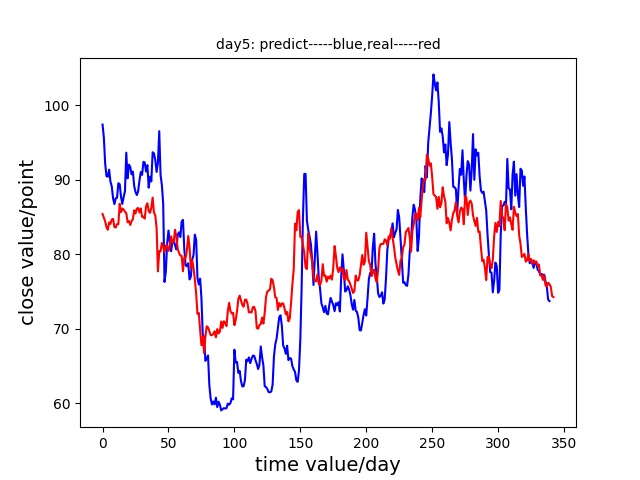 day5: predict-----blue,real-----red
close value/point
100
90
80
70
60
0 50 100 150 200 250 300 350
time value/day